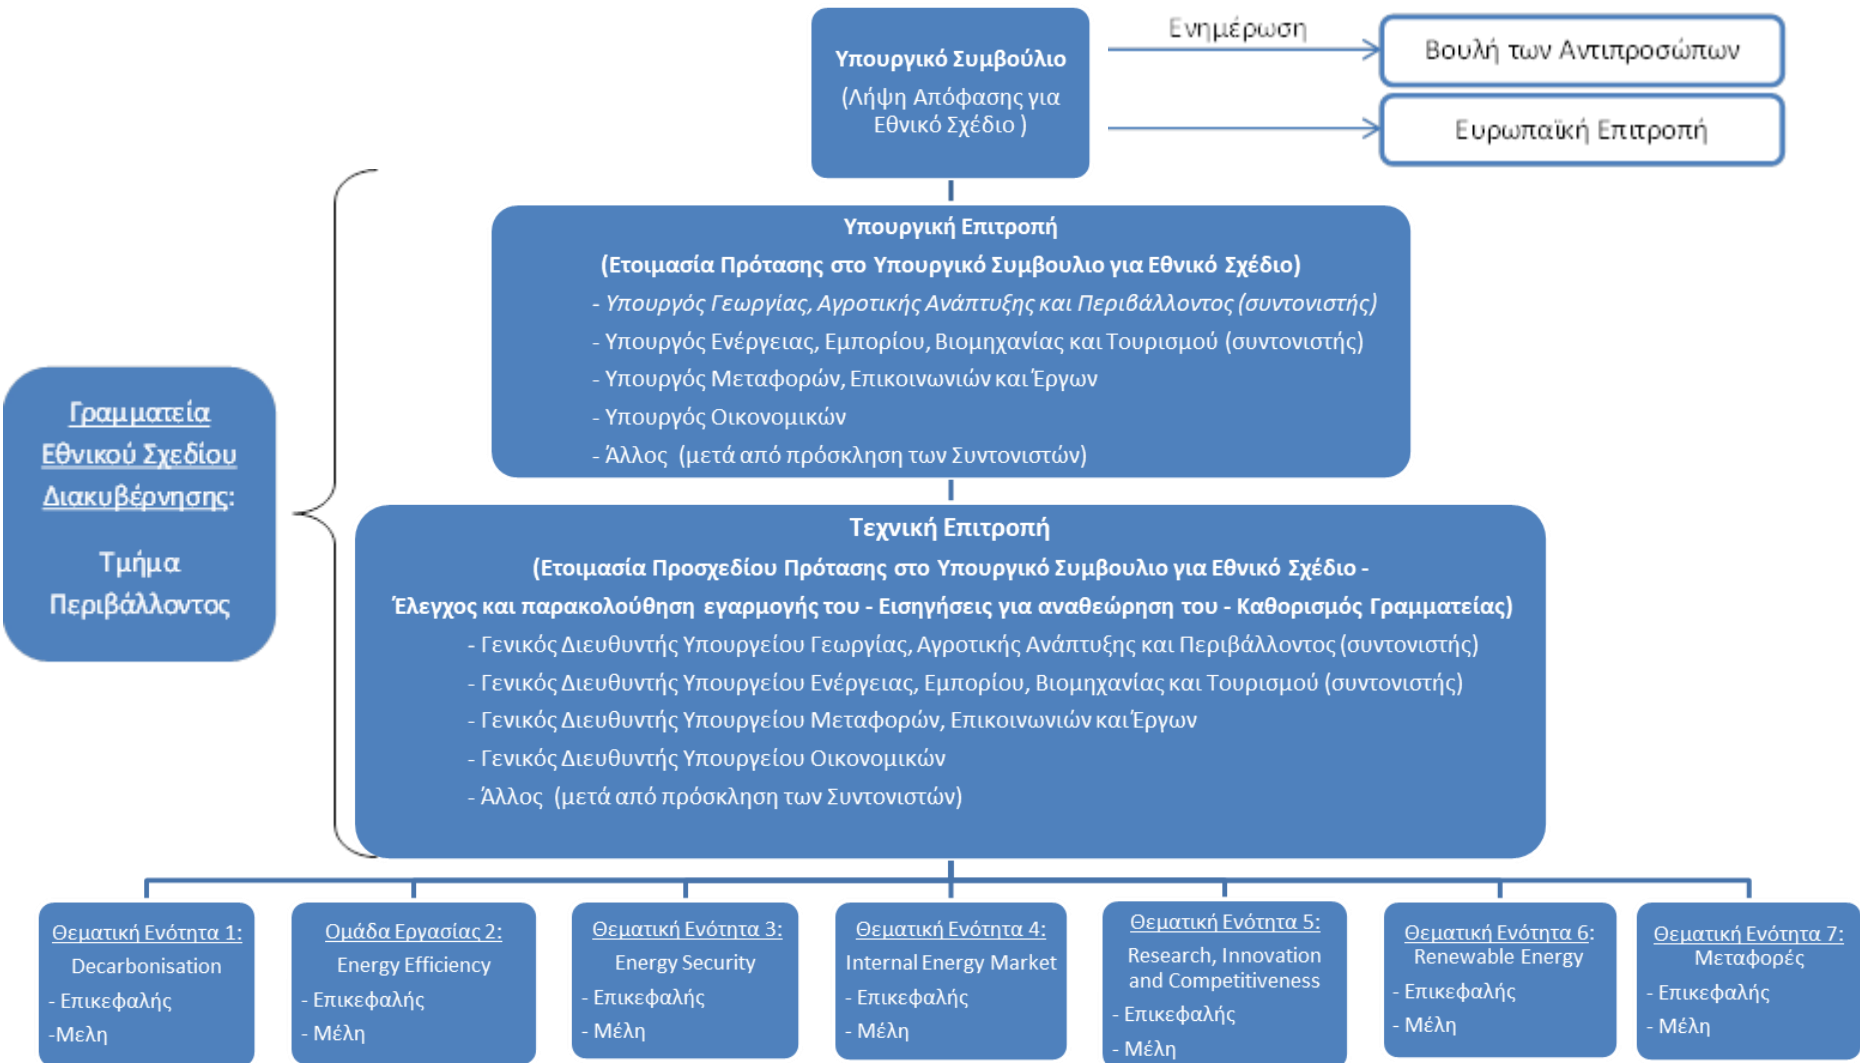 Υπουργικό Συμβούλιο
(Λήψη Απόφασης για
Εθνικό Σχέδιο )
Ενημέρωση
Βουλή των Αντιπροσώπων
Ευρωπαϊκή Επιτροπή
Υπουργική Επιτροπή
(Ετοιμασία Πρότασης στο Υπουργικό Συμβουλιο για Εθνικό Σχέδιο)
- Υπουργός Γεωργίας, Αγροτικής Ανάπτυξης και Περιβάλλοντος (συντονιστής)
- Υπουργός Ενέργειας, Εμπορίου, Βιομηχανίας και Τουρισμού (συντονιστής)
- Υπουργός Μεταφορών, Επικοινωνιών και Έργων
- Υπουργός Οικονομικών
- Άλλος (μετά από πρόσκληση των Συντονιστών)
Γραμματεία
Εθνικού Σχεδίου
Διακυβέρνησης:
Τμήμα
Περιβάλλοντος
Τεχνική Επιτροπή
(Ετοιμασία Προσχεδίου Πρότασης στο Υπουργικό Συμβουλιο για Εθνικό Σχέδιο -
Έλεγχος και παρακολούθηση εγαρμογής του - Εισηγήσεις για αναθεώρηση του - Καθορισμός Γραμματείας)
- Γενικός Διευθυντής Υπουργείου Γεωργίας, Αγροτικής Ανάπτυξης και Περιβάλλοντος (συντονιστής)
- Γενικός Διευθυντής Υπουργείου Ενέργειας, Εμπορίου, Βιομηχανίας και Τουρισμού (συντονιστής)
- Γενικός Διευθυντής Υπουργείου Μεταφορών, Επικοινωνιών και Έργων
- Γενικός Διευθυντής Υπουργείου Οικονομικών
- Άλλος (μετά από πρόσκληση των Συντονιστών)
Θεματική Ενότητα 1:
Decarbonisation
- Επικεφαλής
-Μελη
Ομάδα Εργασίας 2:
Energy Efficiency
- Επικεφαλής
- Μέλη
Θεματική Ενότητα 3:
Energy Security
- Επικεφαλής
- Μέλη
Θεματική Ενότητα 4:
Internal Energy Market
- Επικεφαλής
- Μέλη
Θεματική Ενότητα 5:
Research, Innovation
and Competitiveness
- Επικεφαλής
- Μέλη
Θεματική Ενότητα 6:
Renewable Energy
- Επικεφαλής
- Μέλη
Θεματική Ενότητα 7:
Μεταφορές
- Επικεφαλής
- Μέλη